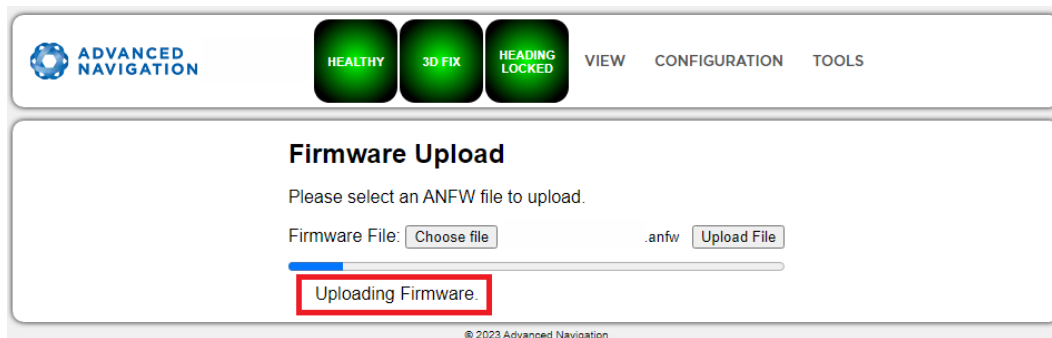 ADVANCED
NAVIGATION
HEALTHY
3D FIX
HEADING
LOCKED
VIEW
CONFIGURATION
TOOLS
Firmware Upload
Please select an ANFW file to upload.
Firmware File: Choose file .anfw Upload File
Uploading Firmware.
© 2023 Advanced Navigation